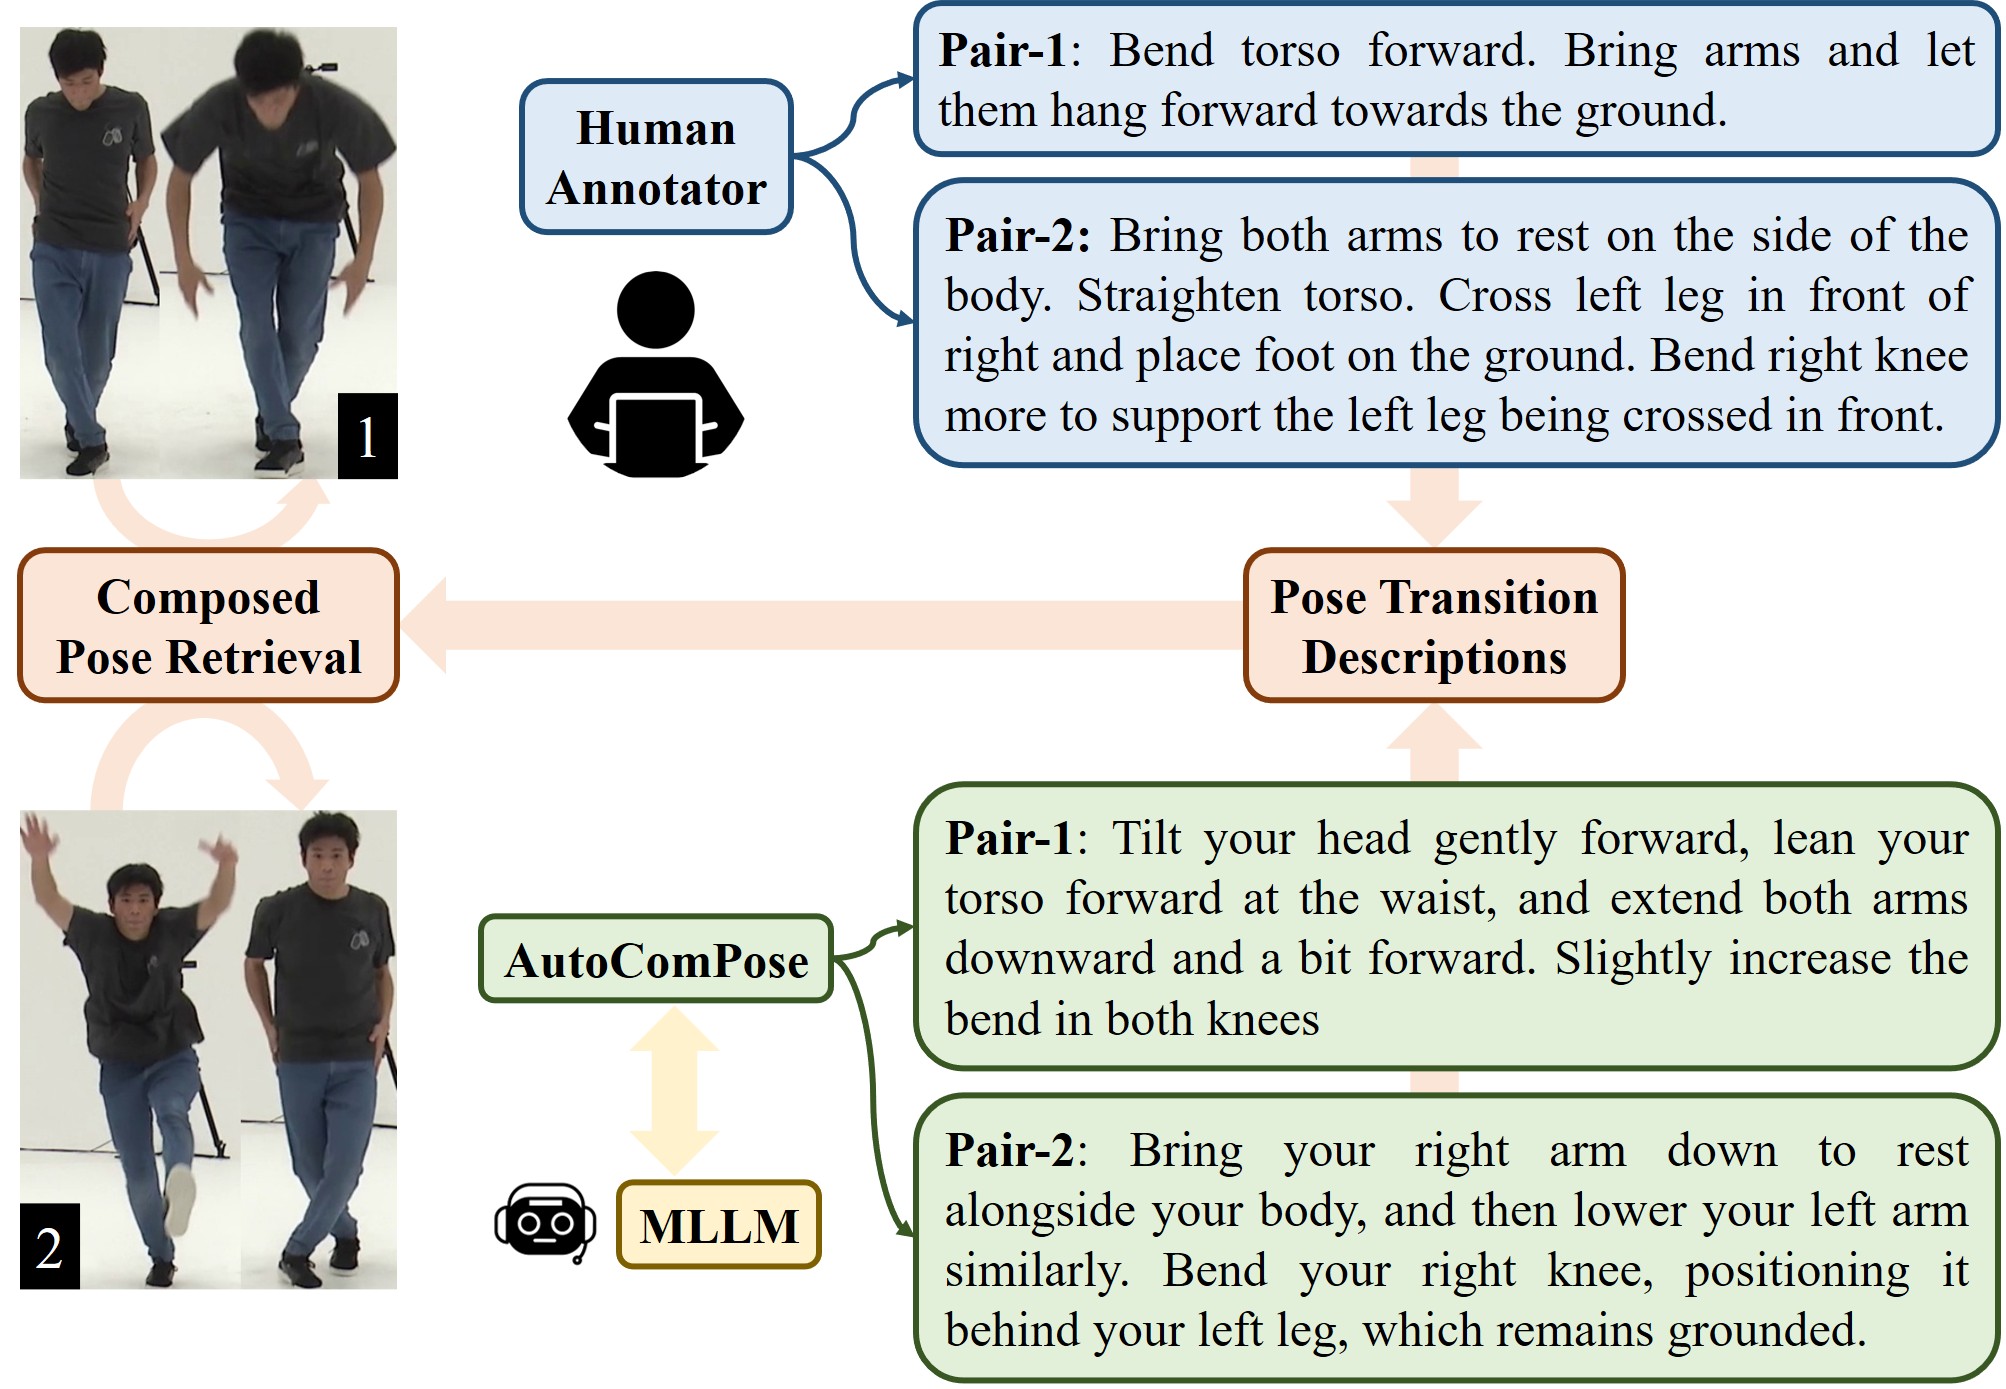 Human
Annotator
Pair-1: Bend torso forward. Bring arms and let
them hang forward towards the ground.
Pair-2: Bring both arms to rest on the side of the
body. Straighten torso. Cross left leg in front of
right and place foot on the ground. Bend right knee
more to support the left leg being crossed in front.
1
Composed
Pose Retrieval
Pose Transition
Descriptions
2
AutoComPose
MLLM
Pair-1: Tilt your head gently forward, lean your
torso forward at the waist, and extend both arms
downward and a bit forward. Slightly increase the
bend in both knees
Pair-2: Bring your right arm down to rest
alongside your body, and then lower your left arm
similarly. Bend your right knee, positioning it
behind your left leg, which remains grounded.